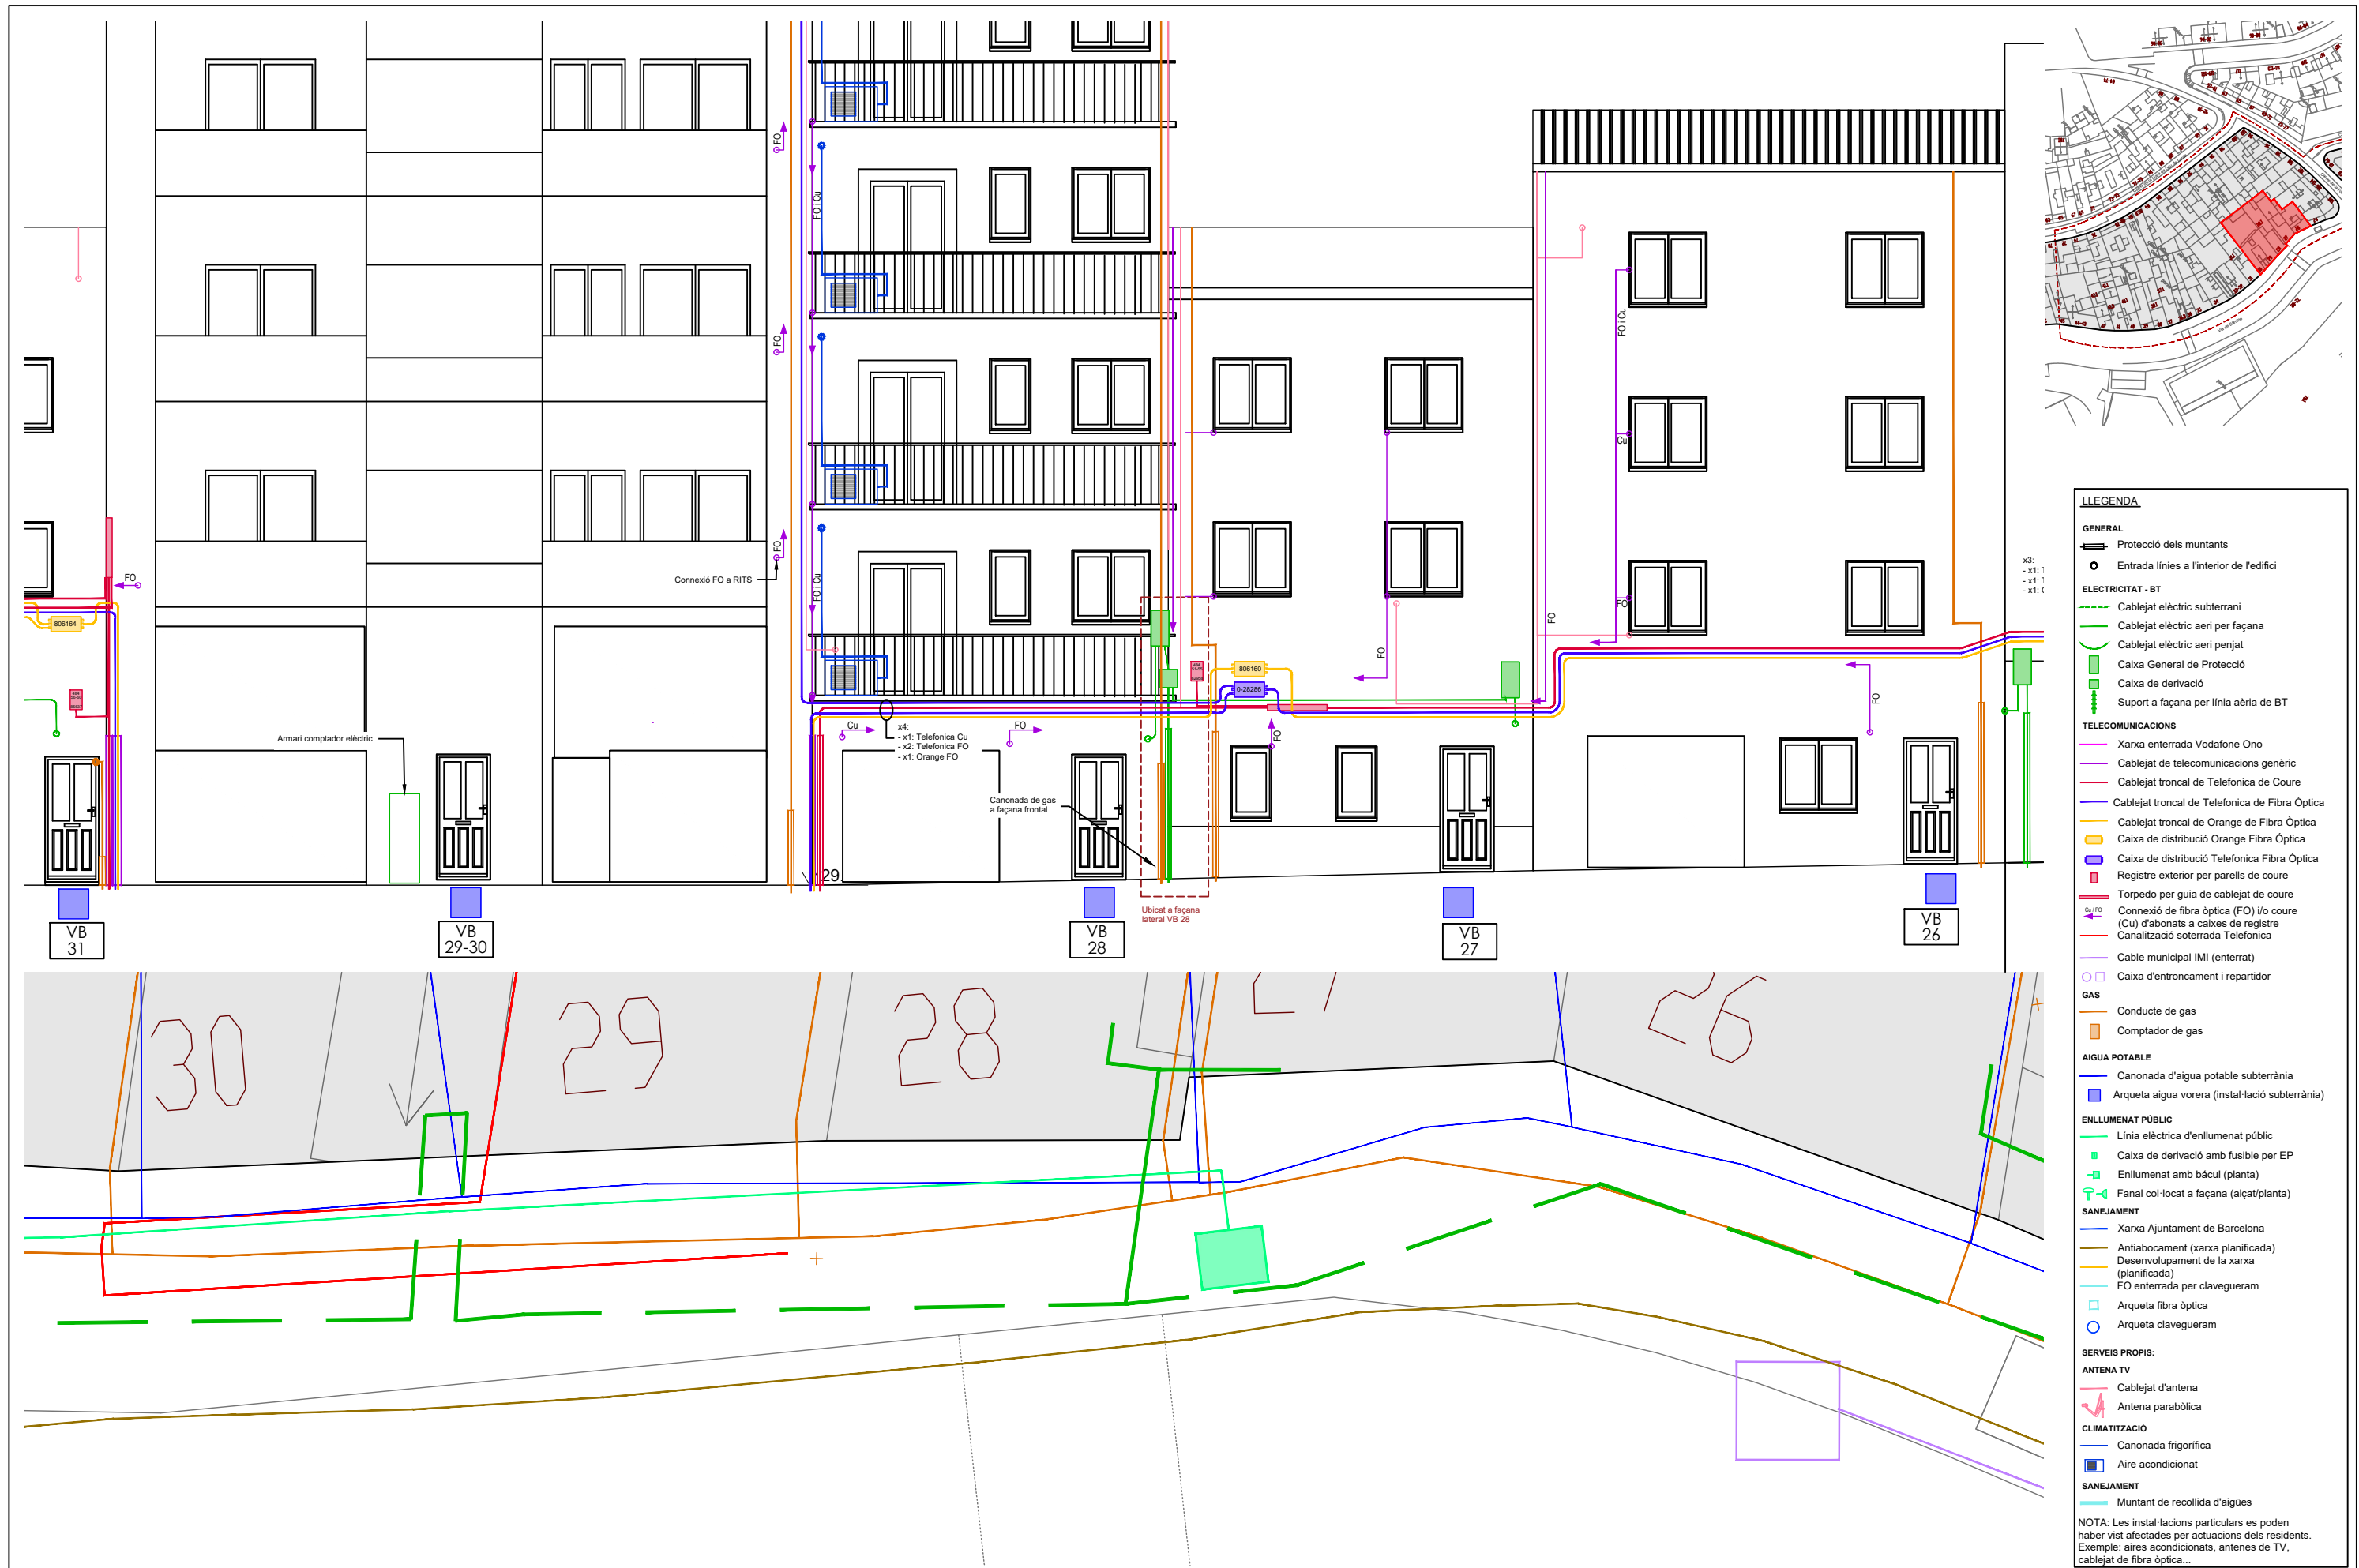 FO
FO i Cu
FO i Cu
FO
FO
FO
FO
FO i Cu
Cu
FO
FO
FO
FO
FO
Cu
FO
806164
806160
0-28286
Connexió FO a RITS
Armari comptador elèctric
x4:
- x1: Telefonica Cu
- x2: Telefonica FO
- x1: Orange FO
Canonada de gas
a façana frontal
Ubicat a façana
lateral VB 28
x3:
- x1:
- x1:
- x1:
29.
VB
31
VB
29-30
VB
28
VB
27
VB
26
30
29
28
27
26
LLEGENDA
GENERAL
Protecció dels muntants
Entrada línies a l'interior de l'edifici
ELECTRICITAT - BT
Cablejat elèctric subterrani
Cablejat elèctric aeri per façana
Cablejat elèctric aeri penjat
Caixa General de Protecció
Caixa de derivació
Suport a façana per línia aèria de BT
TELECOMUNICACIONS
Xarxa enterrada Vodafone Ono
Cablejat de telecomunicacions genèric
Cablejat troncal de Telefonica de Coure
Cablejat troncal de Telefonica de Fibra Òptica
Cablejat troncal de Orange de Fibra Òptica
Caixa de distribució Orange Fibra Óptica
Caixa de distribució Telefonica Fibra Óptica
Registre exterior per parells de coure
Torpedo per guia de cablejat de coure
Cu / FO
Connexió de fibra òptica (FO) i/o coure
(Cu) d'abonats a caixes de registre
Canalització soterrada Telefonica
Cable municipal IMI (enterrat)
Caixa d'entroncament i repartidor
GAS
Conducte de gas
Comptador de gas
AIGUA POTABLE
Canonada d'aigua potable subterrània
Arqueta aigua vorera (instal·lació subterrània)
ENLLUMENAT PÚBLIC
Línia elèctrica d'enllumenat públic
Caixa de derivació amb fusible per EP
Enllumenat amb bácul (planta)
Fanal col·locat a façana (alçat/planta)
SANEJAMENT
Xarxa Ajuntament de Barcelona
Antiabocament (xarxa planificada)
Desenvolupament de la xarxa
(planificada)
FO enterrada per clavegueram
Arqueta fibra òptica
Arqueta clavegueram
SERVEIS PROPIS:
ANTENA TV
Cablejat d'antena
Antena parabòlica
CLIMATITZACIÓ
Canonada frigorífica
Aire acondicionat
SANEJAMENT
Muntant de recollida d'aigües
NOTA: Les instal·lacions particulars es poden
haber vist afectades per actuacions dels residents.
Exemple: aires acondicionats, antenes de TV,
cablejat de fibra òptica...